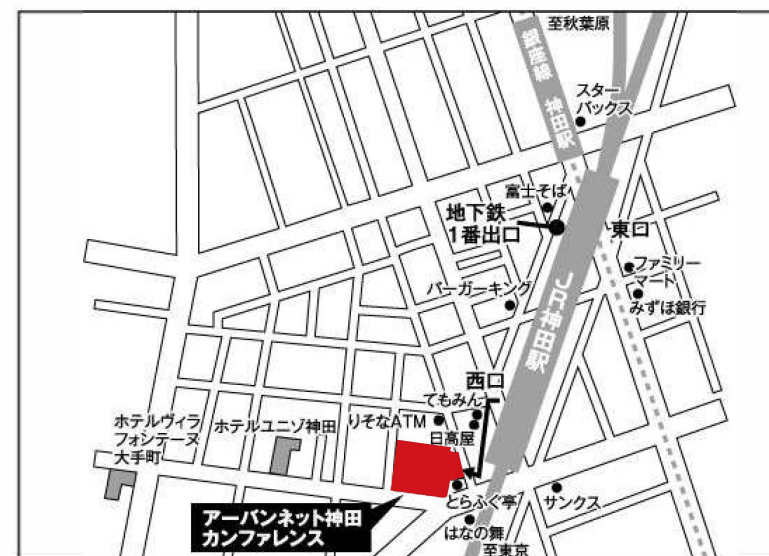 至秋葉原
銀座線 神田駅
スター
バックス
富士そば
地下鉄
1番出口
東口
ファミリー
マート
みずほ銀行
バーガーキング
JR神田駅
西口
てもみん
りそなATM
日高屋
ホテルヴィラ
フォンテーヌ
大手町
ホテルユニゾ神田
とらふぐ亭
サンクス
はなの舞
至東京
アーバンネット神田
カンファレンス